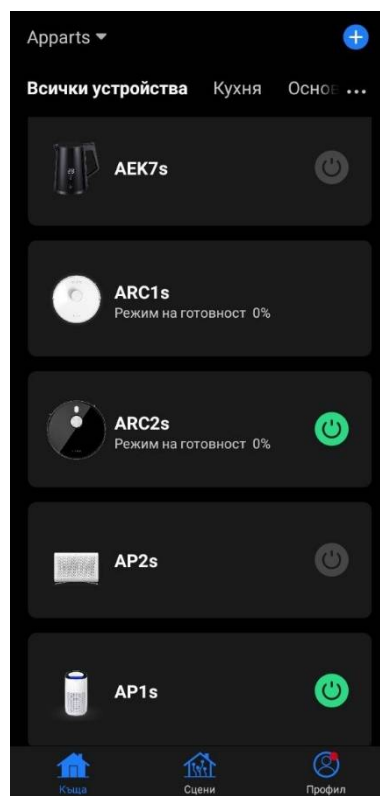 Apparts
Всички устройства Кухня Основ ...
AEK7s
ARC1s
Режим на готовност 0%
ARC2s
Режим на готовност 0%
AP2s
AP1s
Къща Сцени Профил